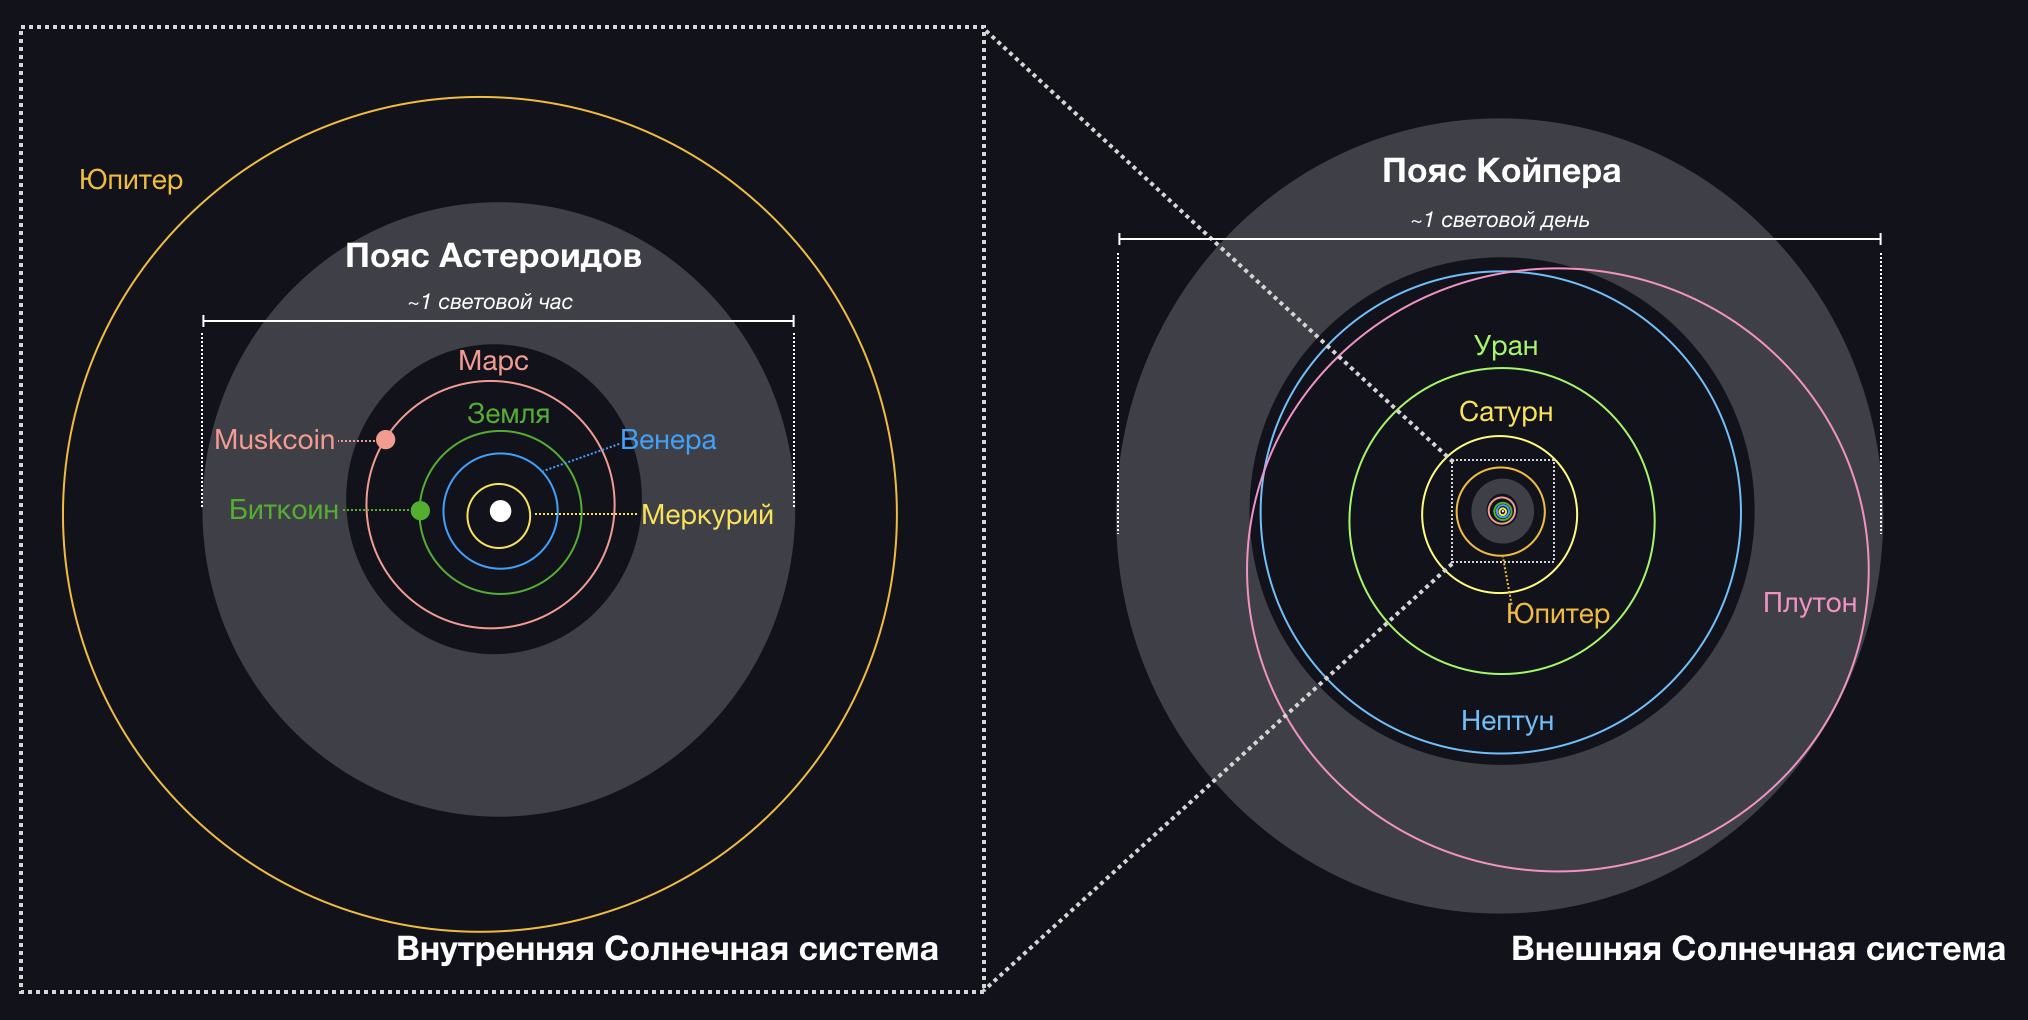 Юпитер
Пояс Астероидов
~1 световой час
Марс
Земля
Muskcoin
Венера
Биткоин
Меркурий
Внутренняя Солнечная система
Пояс Койпера
~1 световой день
Уран
Сатурн
Юпитер
Плутон
Нептун
Внешняя Солнечная система